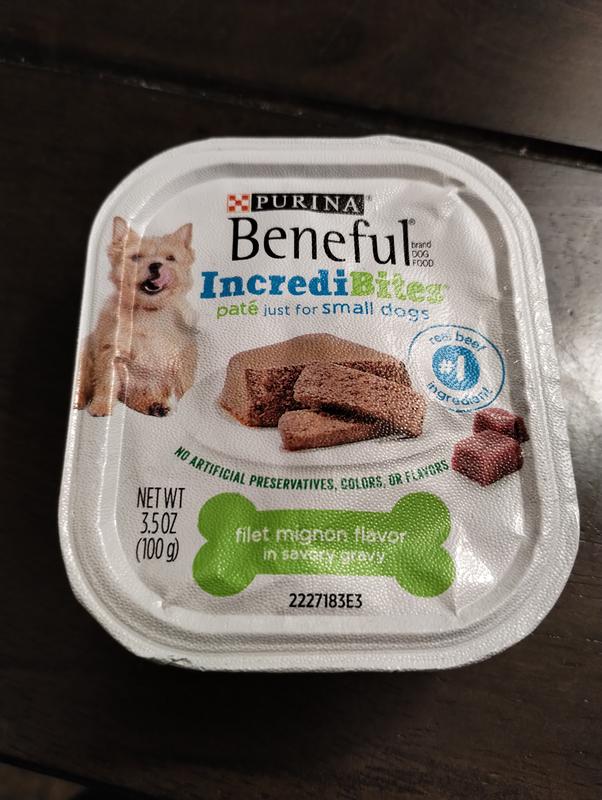 PURINA®
Beneful®
brand
DOG
FOOD
IncrediBites™
paté just for small dogs
real beef
#1
ingredient
NO ARTIFICIAL PRESERVATIVES, COLORS, OR FLAVORS
NET WT
3.5 OZ
(100 g)
filet mignon flavor
in savory gravy
2227183E3